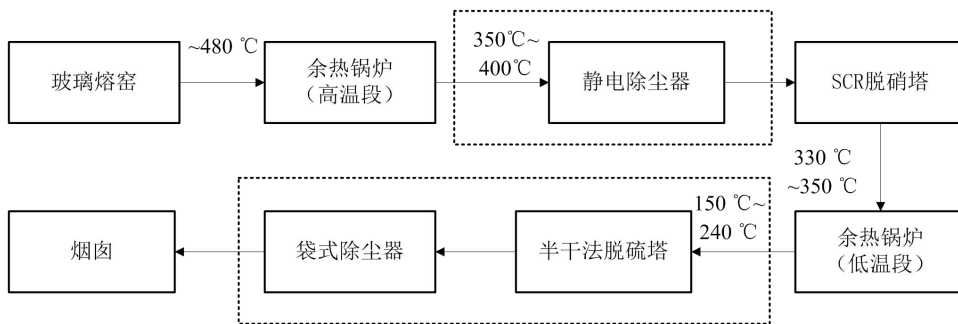 ~480 ℃
350℃~
400℃
玻璃熔窑
余热锅炉
（高温段）
静电除尘器
SCR脱硝塔
330 ℃
~350 ℃
150 ℃~
240 ℃
烟囱
袋式除尘器
半干法脱硫塔
余热锅炉
（低温段）